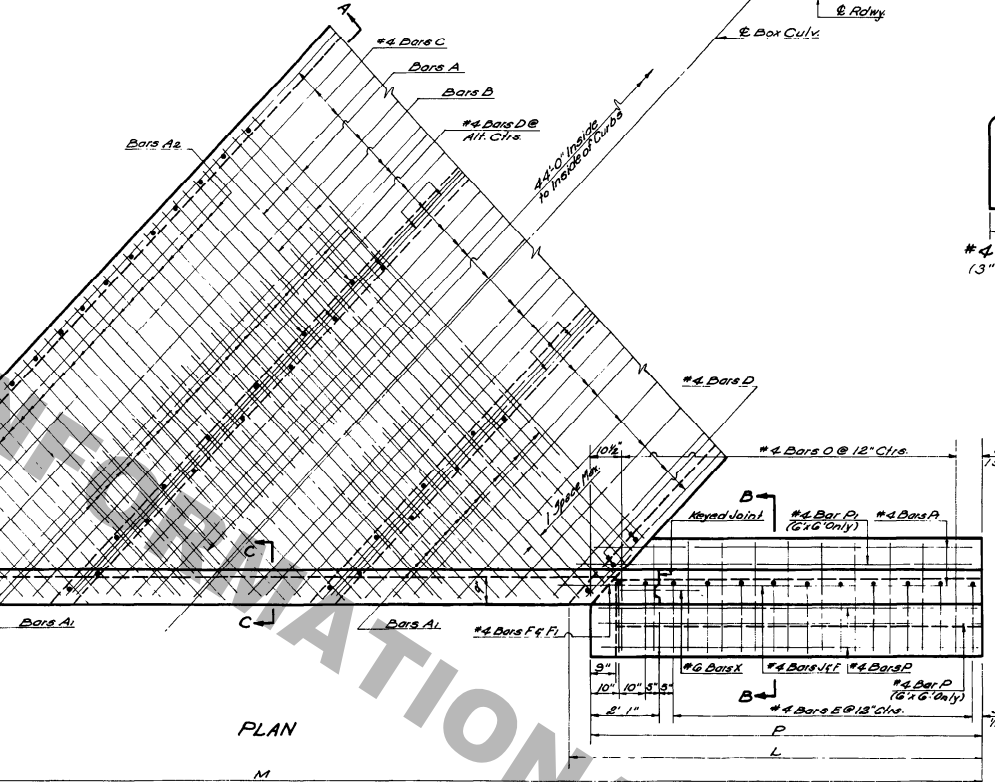 A
℄ Rdwy.
℄ Box Culv.
#4 Bars C
Bars A
Bars B
#4 Bars D @
Alt. Ctrs.
Bars A2
44'-0" Inside
to Inside of Curbs
#4
(3"
#4 Bars D
10½"
#4 Bars O @ 12" Ctrs.
1 Space Max.
B
Keyed Joint
#4 Bar P1
(6'x6' Only)
#4 Bars P1
C
C
Bars A1
Bars A1
#4 Bars F & F1
9"
#6 Bars X
#4 Bars J & F
#4 Bars P
10"
10"
5"
5"
B
#4 Bar P
(6'x6' Only)
2' 1"
#4 Bars E @ 13" Ctrs.
PLAN
P
L
M
INFORMATION